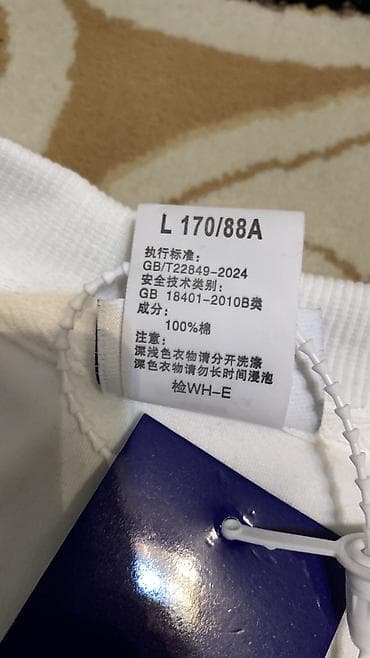 L 170/88A
执行标准：
GB/T22849-2024
安全技术类别：
GB 18401-2010B类
成分：
100%棉
注意：
深浅色衣物请分开洗涤
深色衣物请勿长时间浸泡
检WH-E